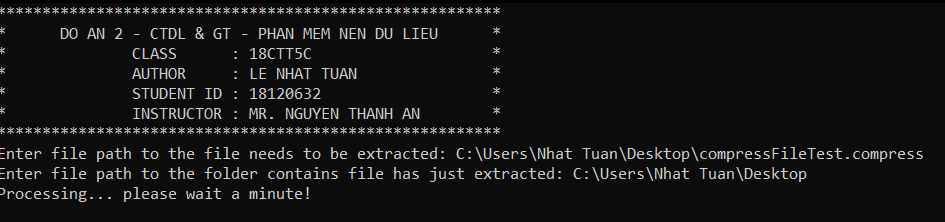 ********************************************************
* DO AN 2 - CTDL & GT - PHAN MEM NEN DU LIEU *
* CLASS : 18CTT5C *
* AUTHOR : LE NHAT TUAN *
* STUDENT ID : 18120632 *
* INSTRUCTOR : MR. NGUYEN THANH AN *
********************************************************
Enter file path to the file needs to be extracted: C:\Users\Nhat Tuan\Desktop\compressFileTest.compress
Enter file path to the folder contains file has just extracted: C:\Users\Nhat Tuan\Desktop
Processing... please wait a minute!